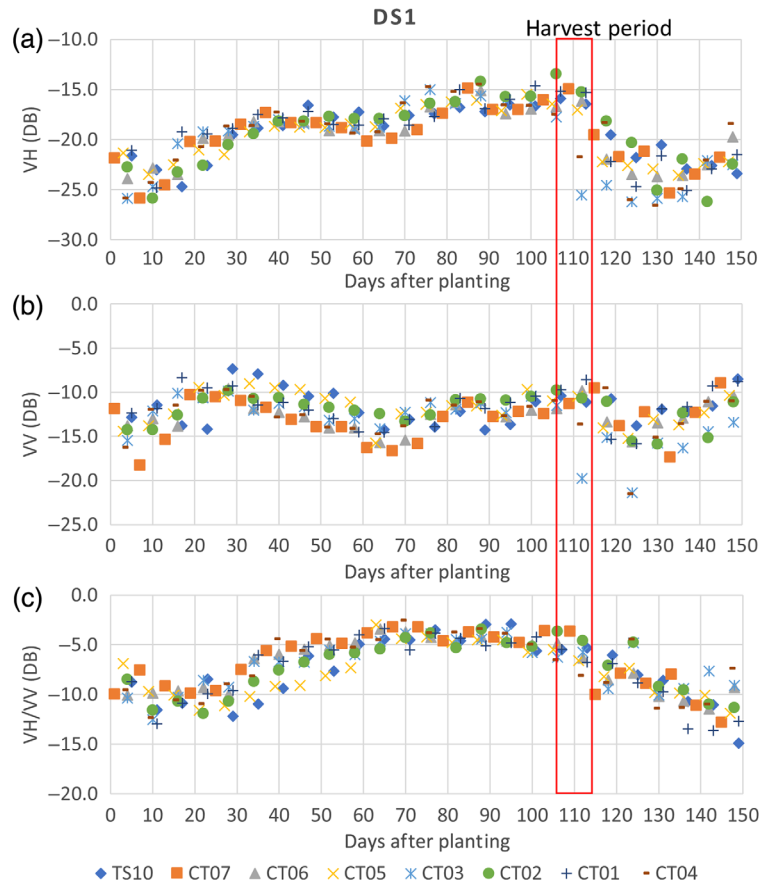 DS1
(a)
Harvest period
−10.0
−15.0
−20.0
−25.0
−30.0
VH (DB)
0 10 20 30 40 50 60 70 80 90 100 110 120 130 140 150
Days after planting
(b)
0.0
−5.0
−10.0
−15.0
−20.0
−25.0
VV (DB)
0 10 20 30 40 50 60 70 80 90 100 110 120 130 140 150
Days after planting
(c)
0.0
−5.0
−10.0
−15.0
−20.0
VH/VV (DB)
0 10 20 30 40 50 60 70 80 90 100 110 120 130 140 150
Days after planting
TS10 CT07 CT06 CT05 CT03 CT02 CT01 CT04